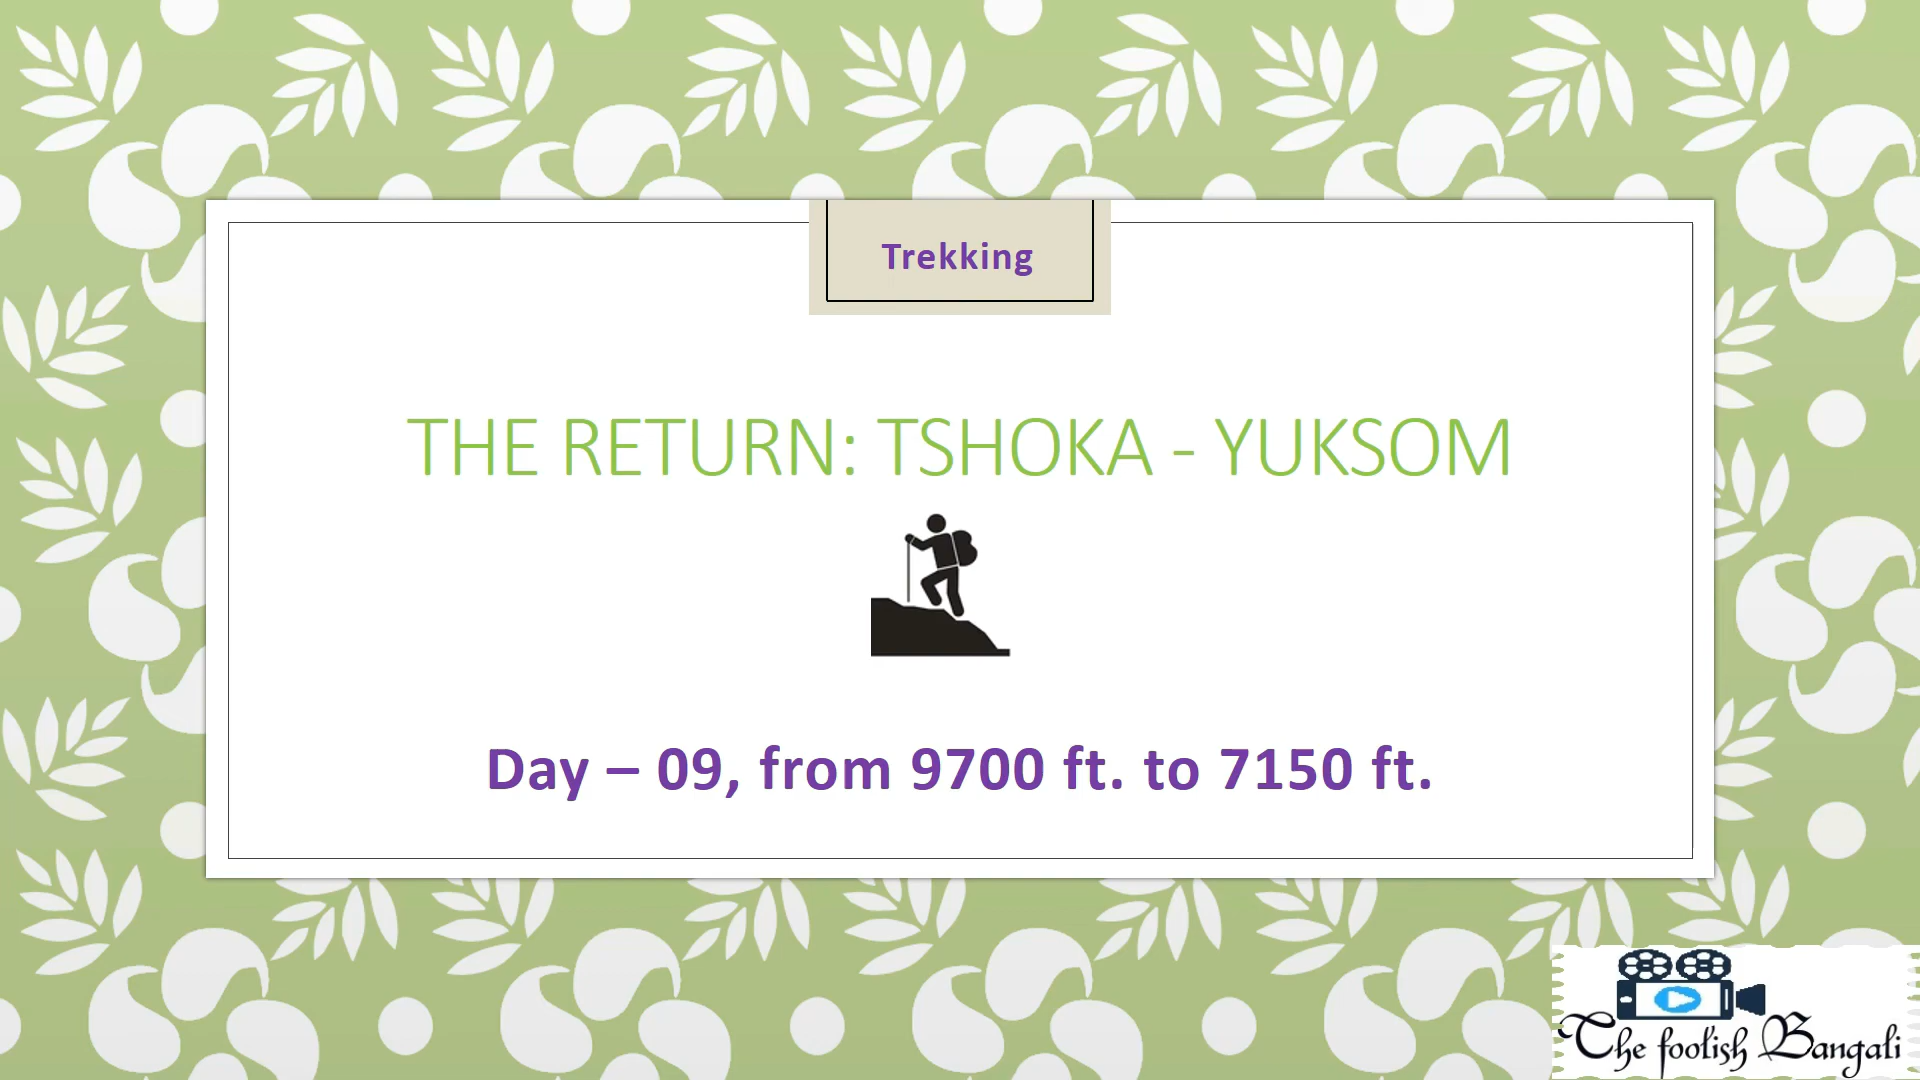 Trekking
THE RETURN: TSHOKA - YUKSOM
Day – 09, from 9700 ft. to 7150 ft.
The foolish Bangali